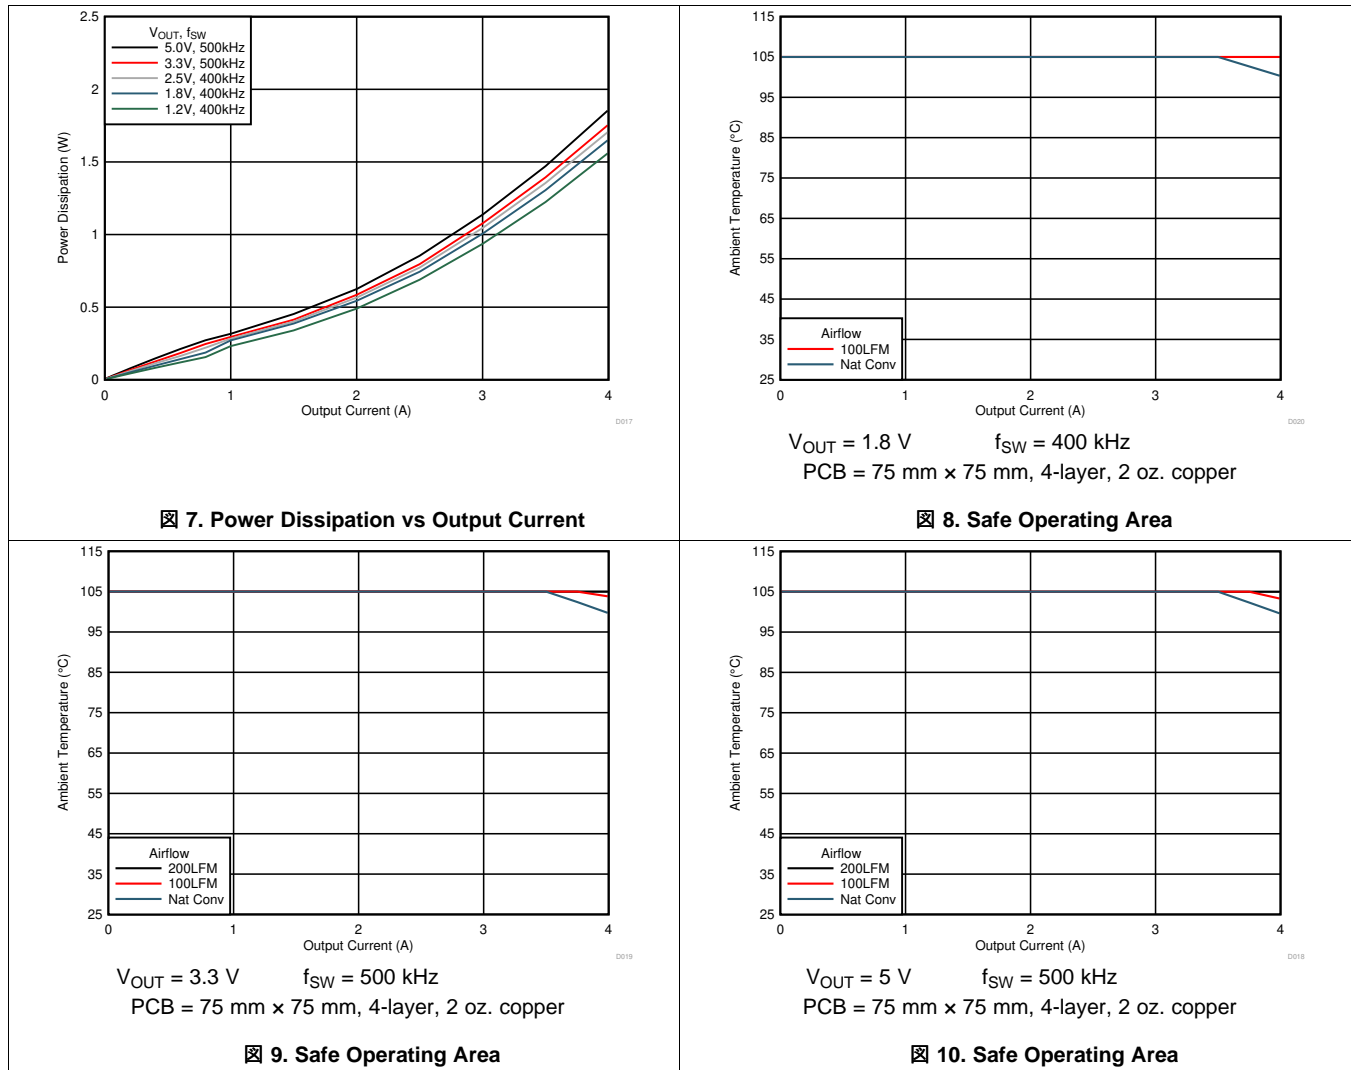 2.5
2
1.5
1
0.5
0
Power Dissipation (W)
V_OUT, f_SW
5.0V, 500kHz
3.3V, 500kHz
2.5V, 400kHz
1.8V, 400kHz
1.2V, 400kHz
0 1 2 3 4
Output Current (A)
D017
図 7. Power Dissipation vs Output Current
115
105
95
85
75
65
55
45
35
25
Ambient Temperature (°C)
Airflow
100LFM
Nat Conv
0 1 2 3 4
Output Current (A)
D020
V_OUT = 1.8 V f_SW = 400 kHz
PCB = 75 mm × 75 mm, 4-layer, 2 oz. copper
図 8. Safe Operating Area
115
105
95
85
75
65
55
45
35
25
Ambient Temperature (°C)
Airflow
200LFM
100LFM
Nat Conv
0 1 2 3 4
Output Current (A)
D019
V_OUT = 3.3 V f_SW = 500 kHz
PCB = 75 mm × 75 mm, 4-layer, 2 oz. copper
図 9. Safe Operating Area
115
105
95
85
75
65
55
45
35
25
Ambient Temperature (°C)
Airflow
200LFM
100LFM
Nat Conv
0 1 2 3 4
Output Current (A)
D018
V_OUT = 5 V f_SW = 500 kHz
PCB = 75 mm × 75 mm, 4-layer, 2 oz. copper
図 10. Safe Operating Area